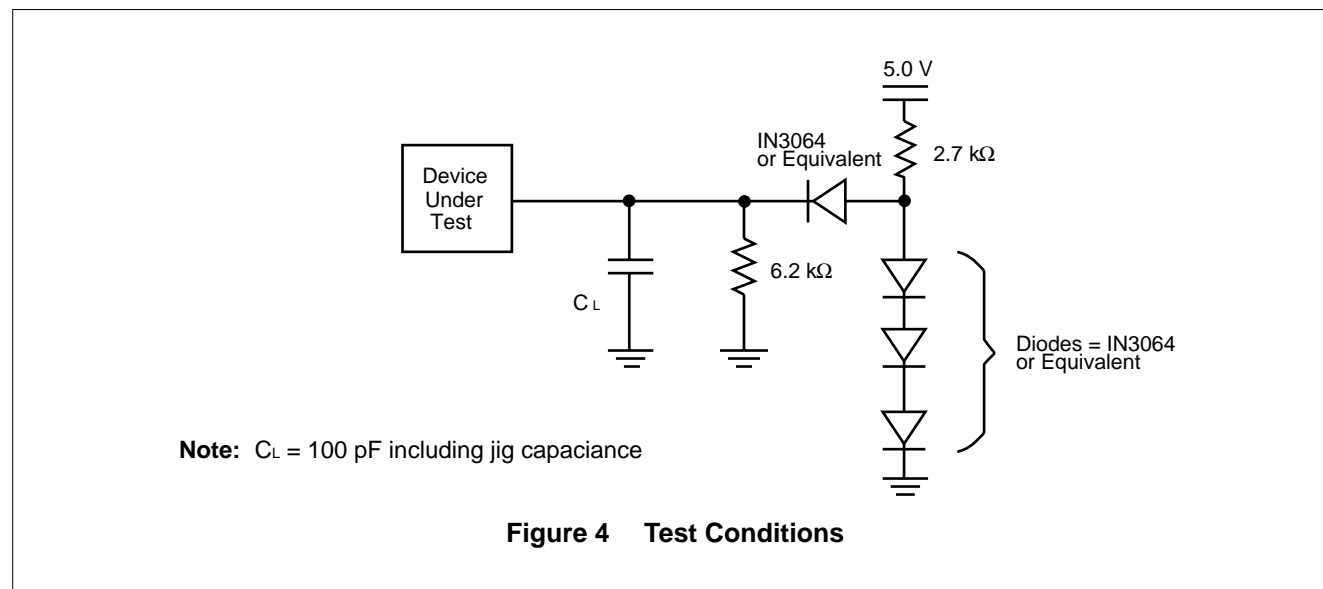 5.0 V
IN3064
or Equivalent
2.7 kΩ
Device
Under
Test
6.2 kΩ
CL
Diodes = IN3064
or Equivalent
Note: CL = 100 pF including jig capaciance
Figure 4 Test Conditions